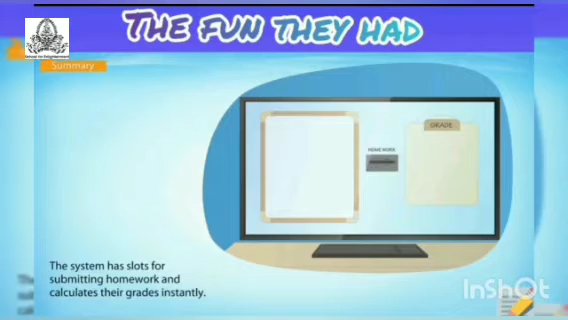 THE FUN THEY HAD
Summary
GRADE
HOME WORK
The system has slots for
submitting homework and
calculates their grades instantly.
InShOt